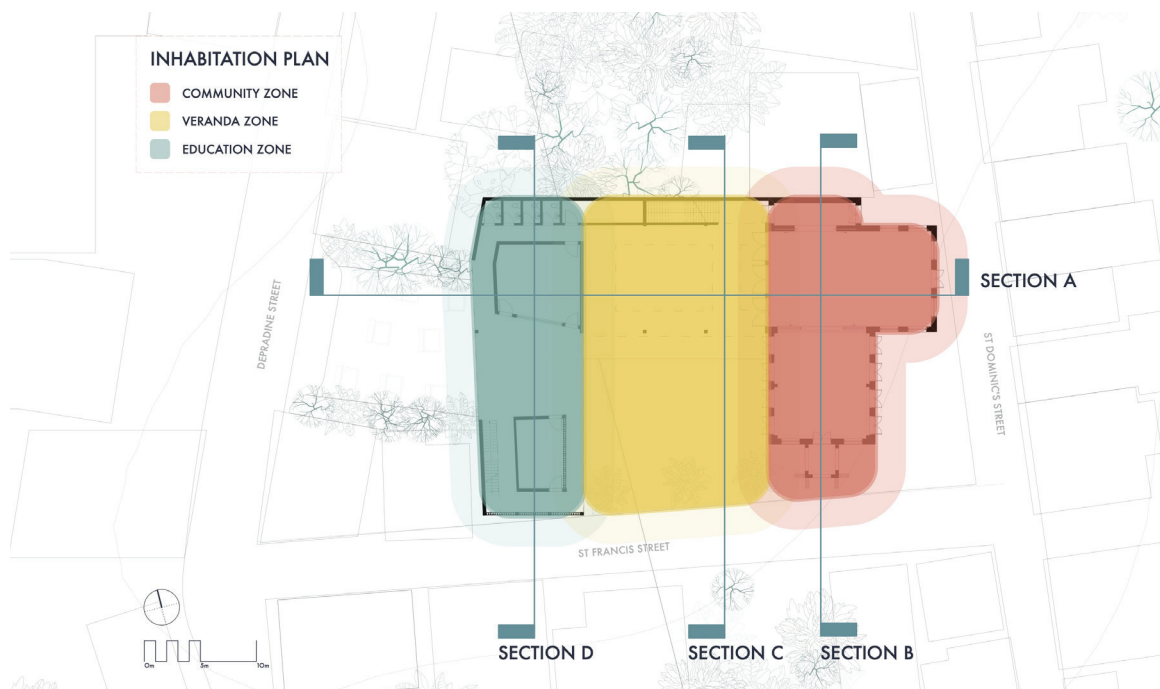 INHABITATION PLAN
COMMUNITY ZONE
VERANDA ZONE
EDUCATION ZONE
SECTION A
DEPRADINE STREET
ST DOMINIC'S STREET
ST FRANCIS STREET
SECTION D
SECTION C
SECTION B
0m
5m
10m